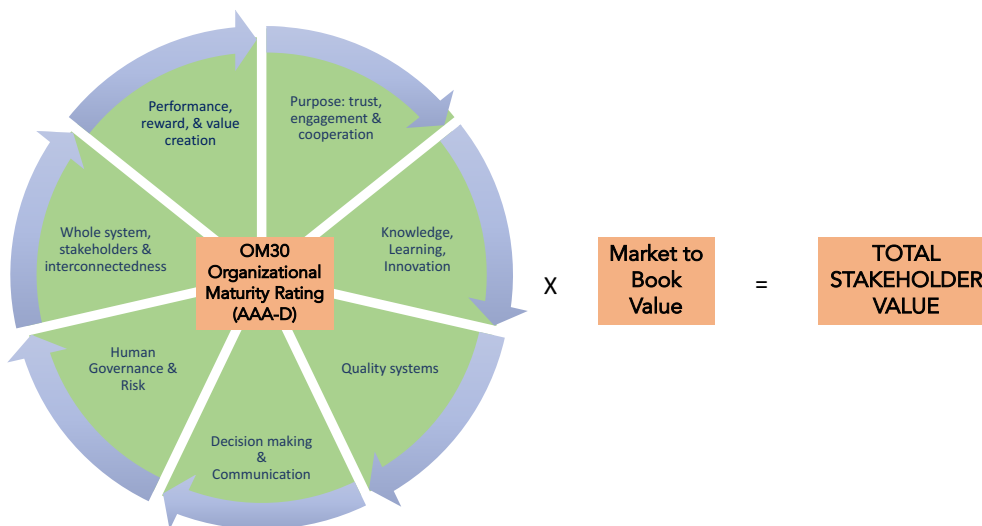 Performance,
reward, & value
creation
Purpose: trust,
engagement &
cooperation
Whole system,
stakeholders &
interconnectedness
Knowledge,
Learning,
Innovation
OM30
Organizational
Maturity Rating
(AAA-D)
X
Market to
Book
Value
=
TOTAL
STAKEHOLDER
VALUE
Human
Governance &
Risk
Quality systems
Decision making
&
Communication